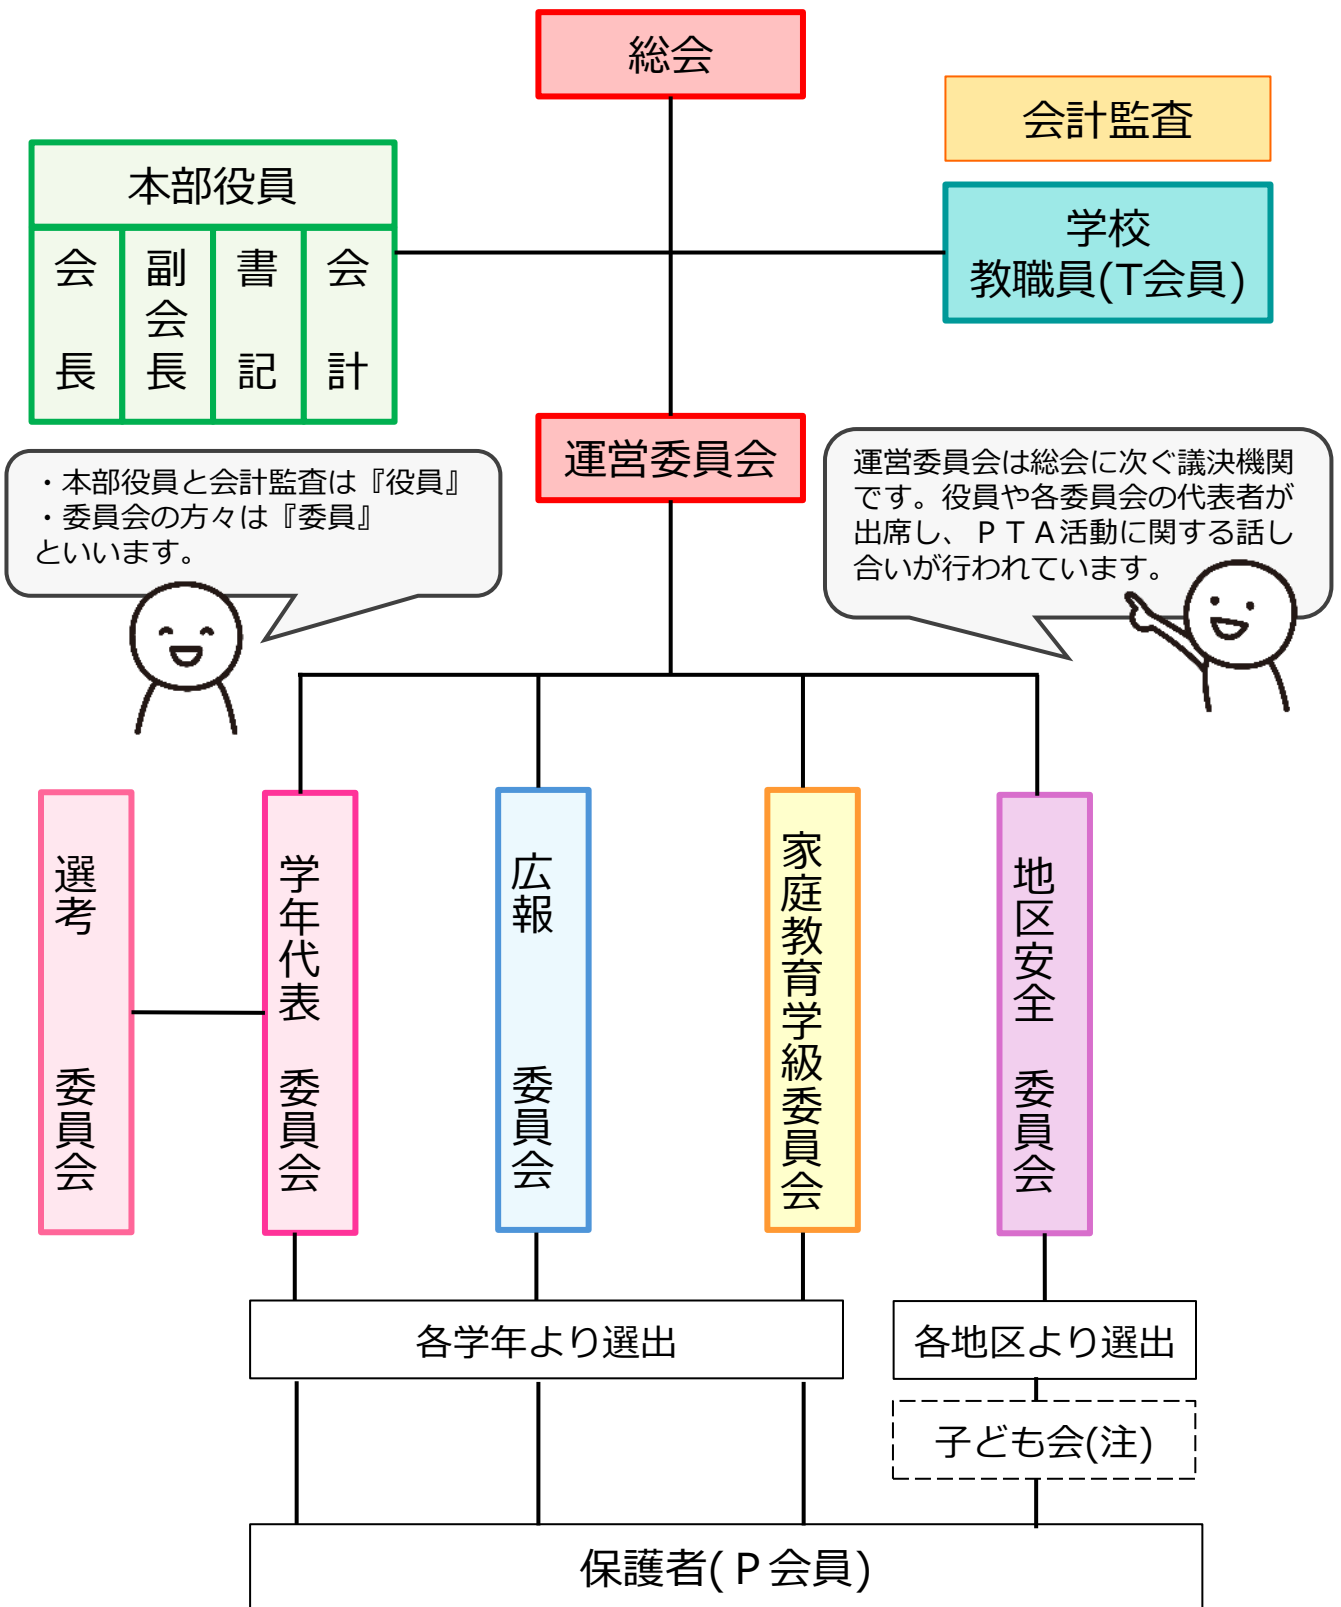 総会
会計監査
本部役員
会長
副会長
書記
会計
学校
教職員(T会員)
運営委員会
・本部役員と会計監査は『役員』
・委員会の方々は『委員』
といいます。
運営委員会は総会に次ぐ議決機関
です。役員や各委員会の代表者が
出席し、ＰＴＡ活動に関する話し
合いが行われています。
選考　委員会
学年代表　委員会
広報　委員会
家庭教育学級委員会
地区安全　委員会
各学年より選出
各地区より選出
子ども会(注)
保護者(Ｐ会員)